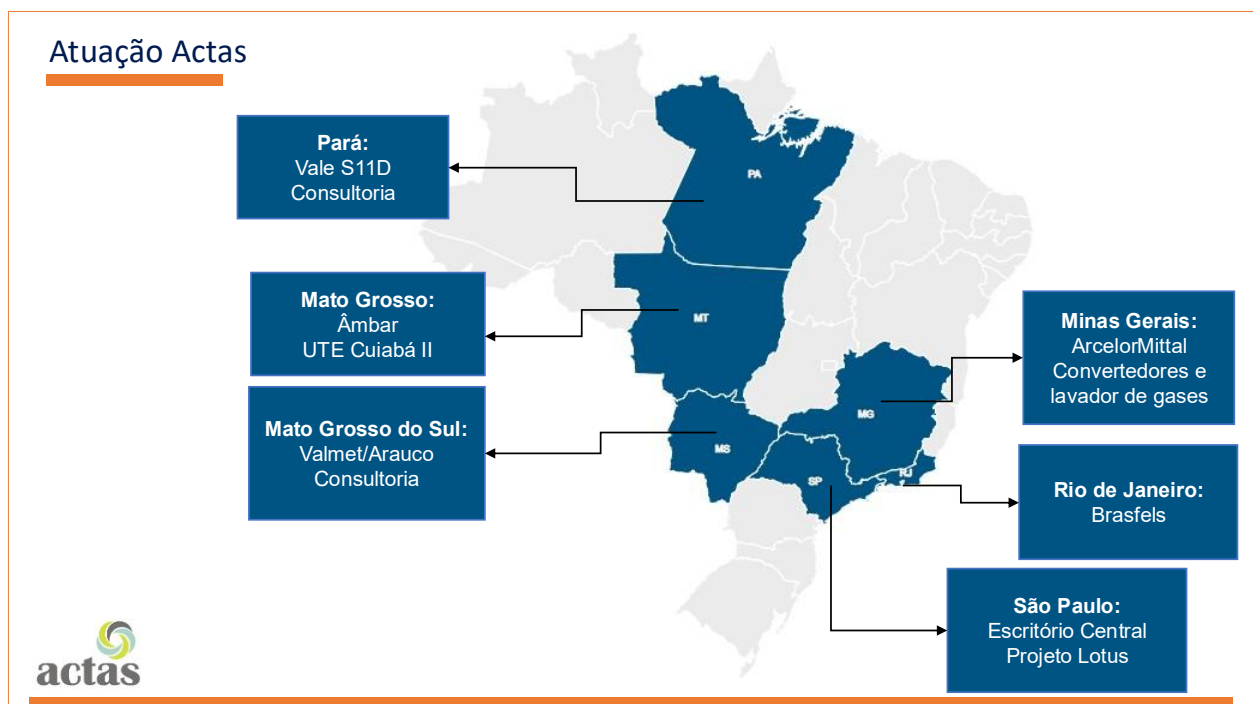 Atuação Actas
Pará:
Vale S11D
Consultoria
Mato Grosso:
Âmbar
UTE Cuiabá II
Mato Grosso do Sul:
Valmet/Arauco
Consultoria
PA
MT
MS
MG
SP
RJ
Minas Gerais:
ArcelorMittal
Convertedores e
lavador de gases
Rio de Janeiro:
Brasfels
São Paulo:
Escritório Central
Projeto Lotus
actas